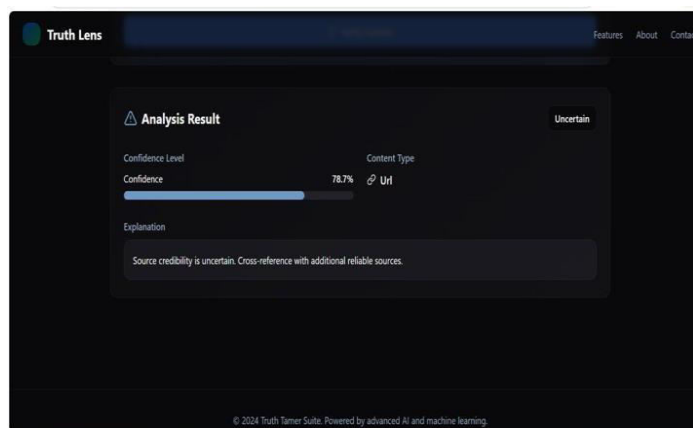 Truth Lens
Features About Contac
Analysis Result
Uncertain
Confidence Level
Content Type
Confidence 78.7%
Url
Explanation
Source credibility is uncertain. Cross-reference with additional reliable sources.
© 2024 Truth Tamer Suite. Powered by advanced AI and machine learning.